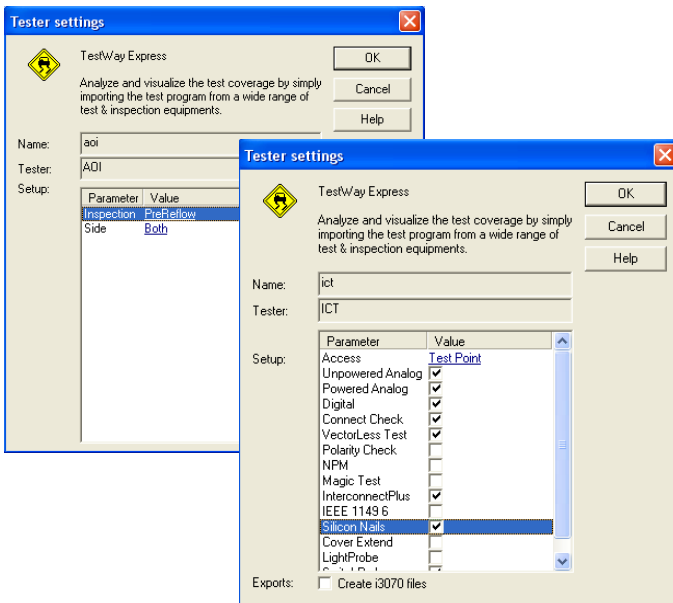 Tester settings
TestWay Express
Analyze and visualize the test coverage by simply
importing the test program from a wide range of
test & inspection equipments.
OK
Cancel
Help
Name: aoi
Tester: AOI
Setup:
Parameter Value
Inspection PreReflow
Side Both
Tester settings
TestWay Express
Analyze and visualize the test coverage by simply
importing the test program from a wide range of
test & inspection equipments.
OK
Cancel
Help
Name: ict
Tester: ICT
Setup:
Parameter Value
Access Test Point
Unpowered Analog
Powered Analog
Digital
Connect Check
VectorLess Test
Polarity Check
NPM
Magic Test
InterconnectPlus
IEEE 1149 6
Silicon Nails
Cover Extend
LightProbe
Exports: Create i3070 files